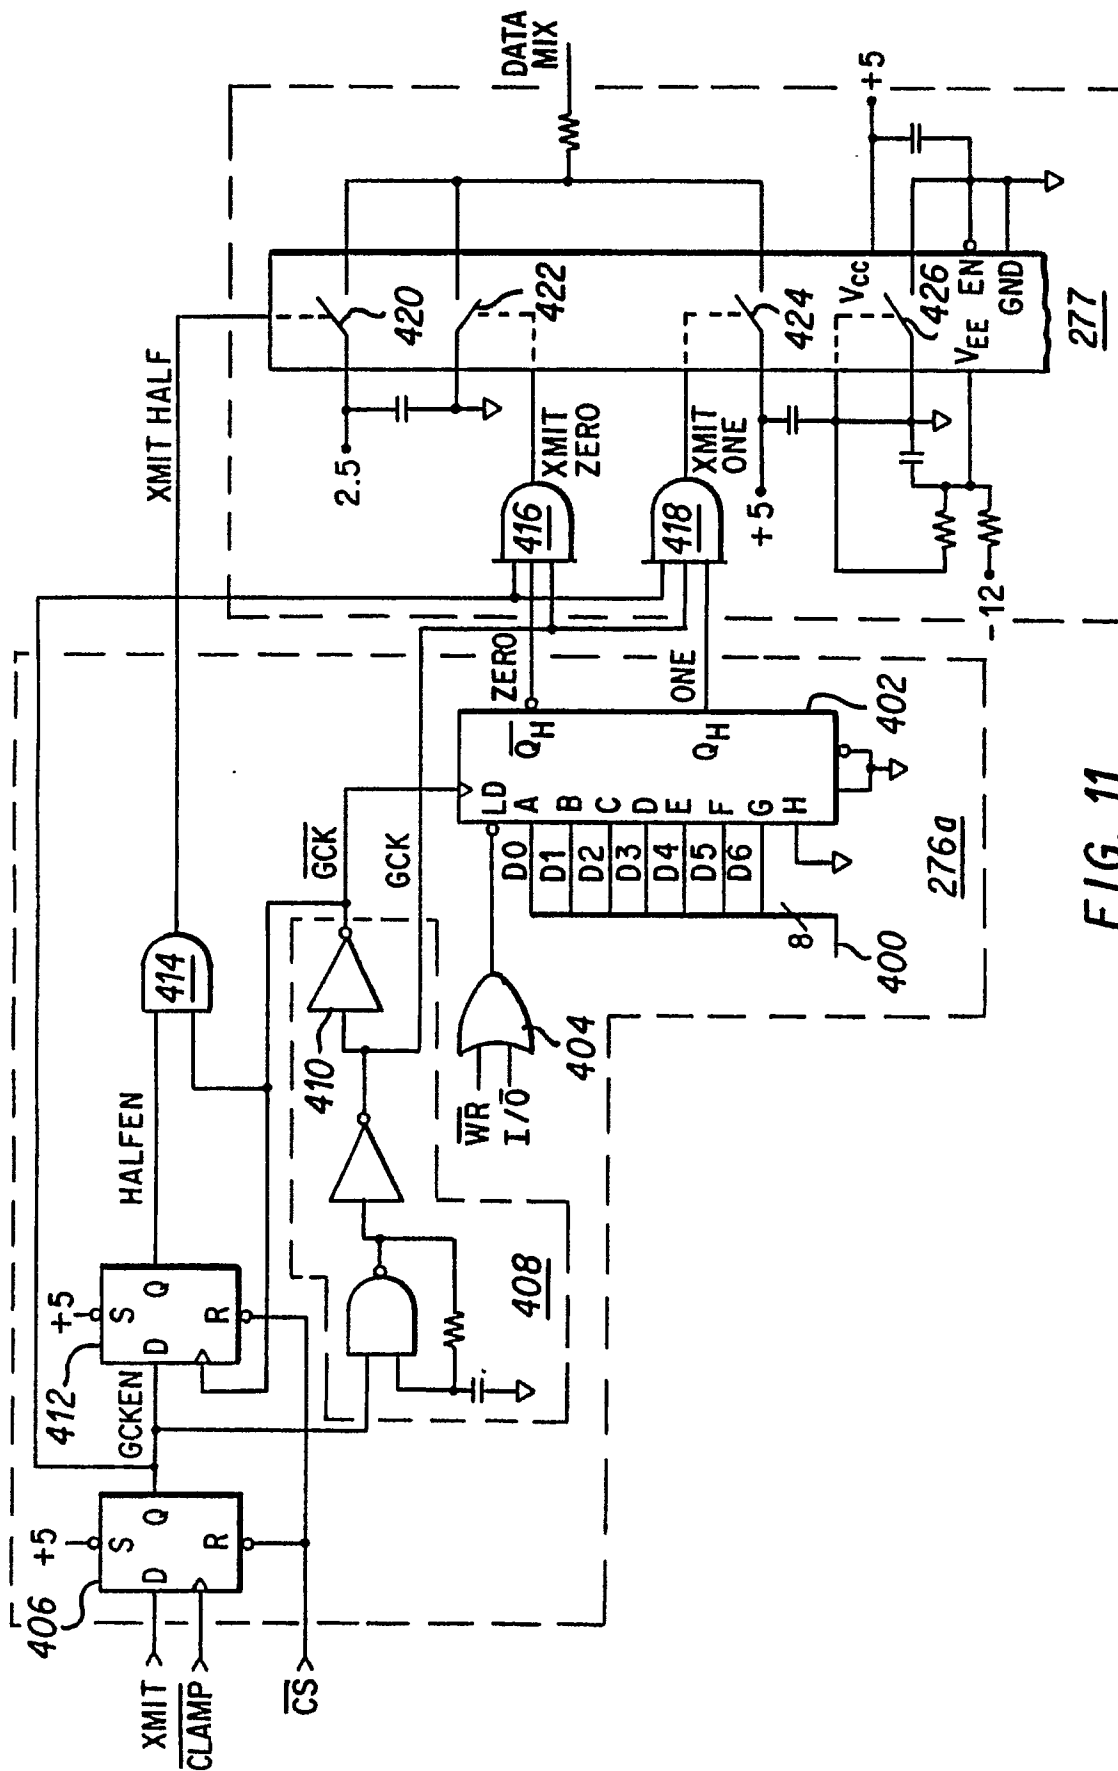 XMIT
CLAMP
CS
406
+5
S
D
Q
R
412
+5
S
D
Q
R
GCKEN
HALFEN
414
XMIT HALF
408
410
GCK
GCK
WR
I/O
404
LD
D0 A
D1 B
D2 C
D3 D
D4 E
D5 F
D6 G
H
QH
QH
8
400
402
276a
ZERO
ONE
416
418
XMIT
ZERO
XMIT
ONE
2.5
+5
-12
420
422
424
426
VCC
VEE
EN
GND
277
DATA
MIX
+5
FIG. 11